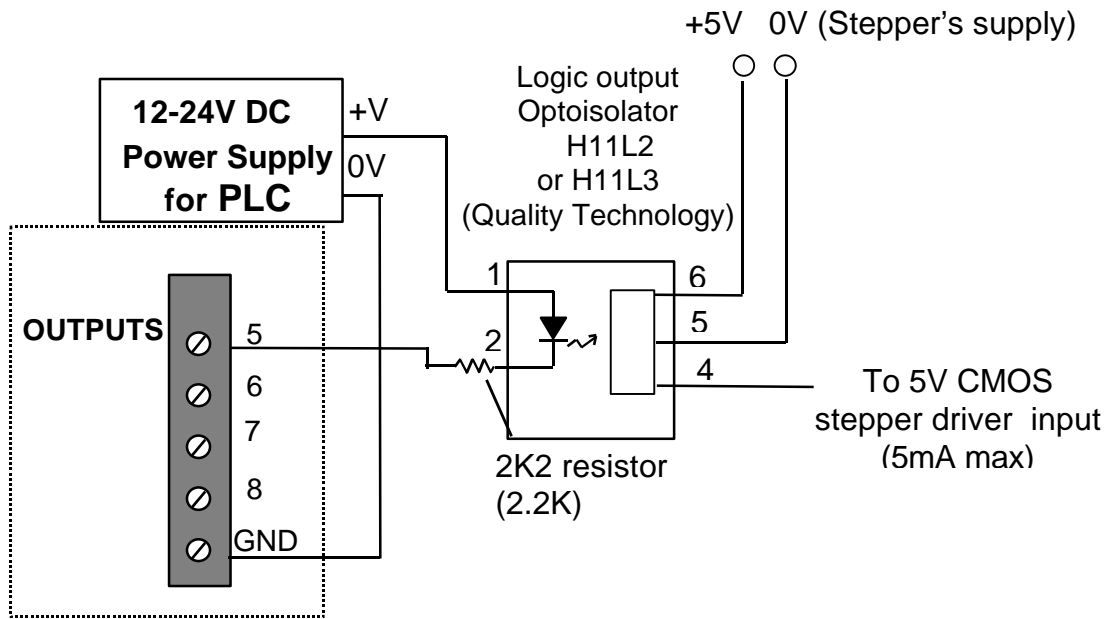 +5V 0V (Stepper's supply)
Logic output
Optoisolator
H11L2
or H11L3
(Quality Technology)
12-24V DC
Power Supply
for PLC
+V
0V
OUTPUTS
5
6
7
8
GND
1
2
6
5
4
2K2 resistor
(2.2K)
To 5V CMOS
stepper driver input
(5mA max)